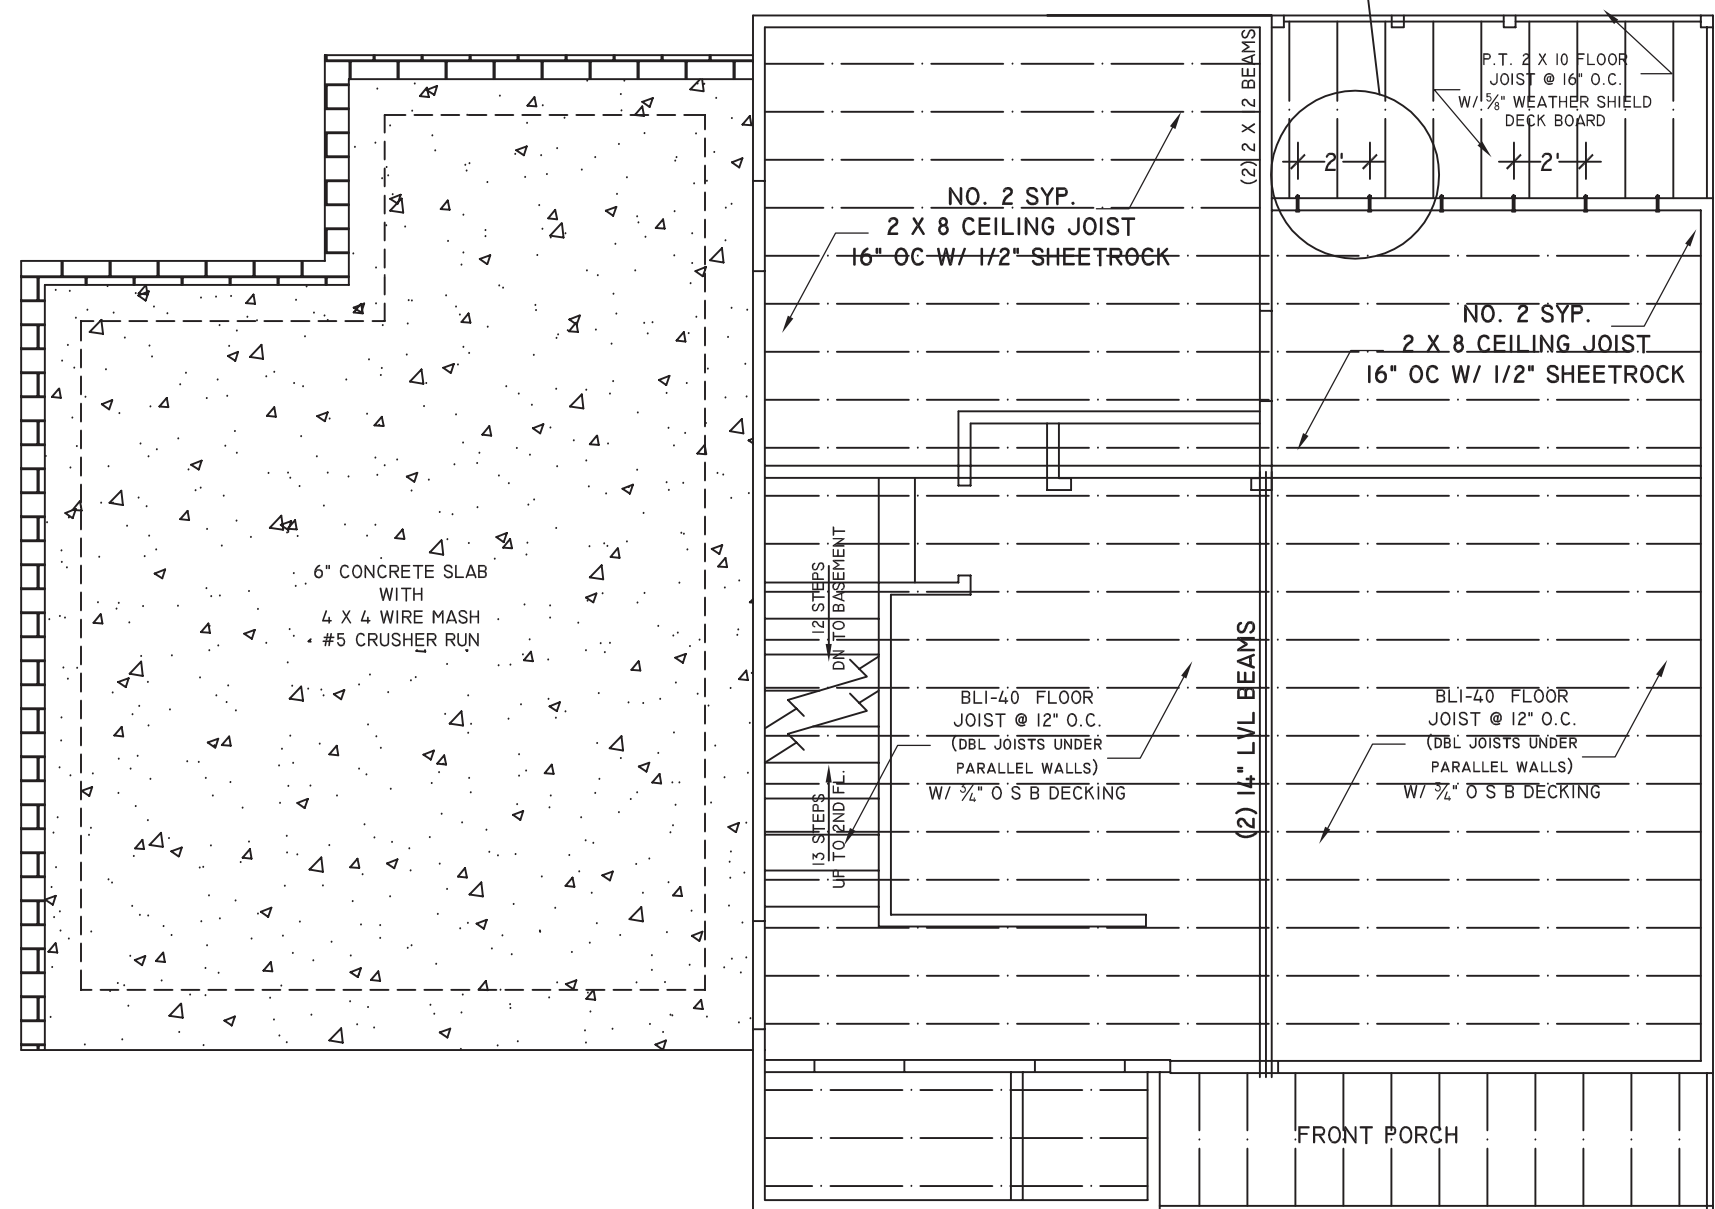 (2) 2 X 12 BEAMS
P.T. 2 X 10 FLOOR
JOIST @ 16" O.C.
W/ 5/8" WEATHER SHIELD
DECK BOARD
2'
2'
NO. 2 SYP.
2 X 8 CEILING JOIST
16" OC W/ 1/2" SHEETROCK
NO. 2 SYP.
2 X 8 CEILING JOIST
16" OC W/ 1/2" SHEETROCK
6" CONCRETE SLAB
WITH
4 X 4 WIRE MASH
#5 CRUSHER RUN
12 STEPS
DN TO BASEMENT
13 STEPS
UP TO 2ND FL.
BLI-40 FLOOR
JOIST @ 12" O.C.
(DBL JOISTS UNDER
PARALLEL WALLS)
W/ 3/4" O S B DECKING
(2) 14" LVL BEAMS
BLI-40 FLOOR
JOIST @ 12" O.C.
(DBL JOISTS UNDER
PARALLEL WALLS)
W/ 3/4" O S B DECKING
FRONT PORCH